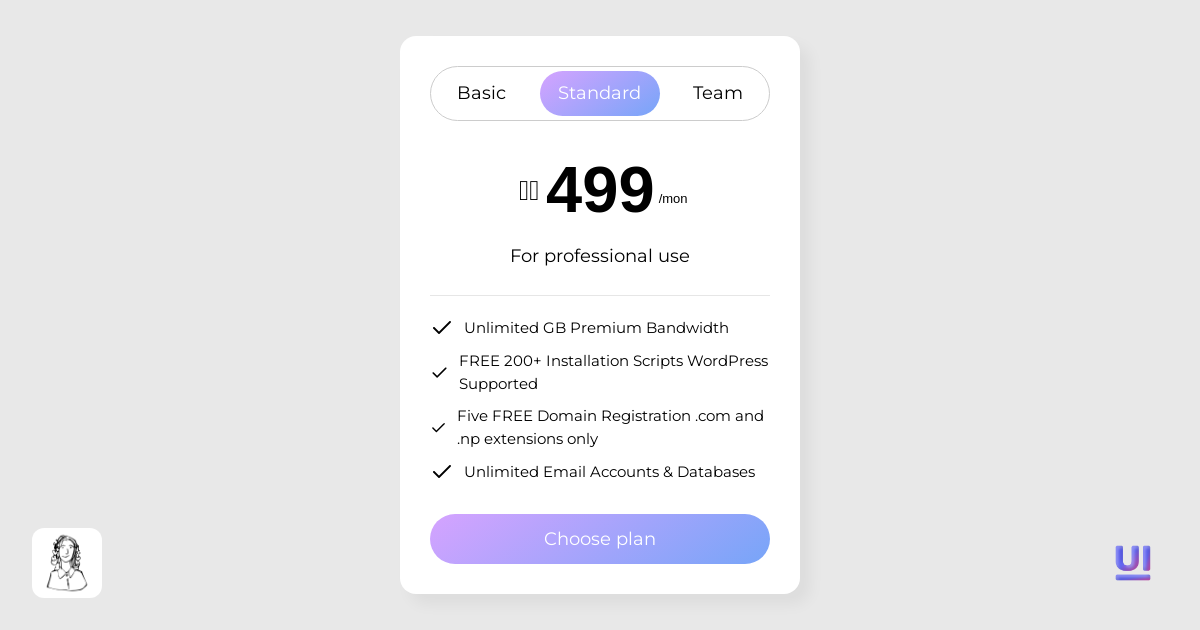 Basic Standard Team
499 /mon
For professional use
Unlimited GB Premium Bandwidth
FREE 200+ Installation Scripts WordPress
Supported
Five FREE Domain Registration .com and
.np extensions only
Unlimited Email Accounts & Databases
Choose plan
UI